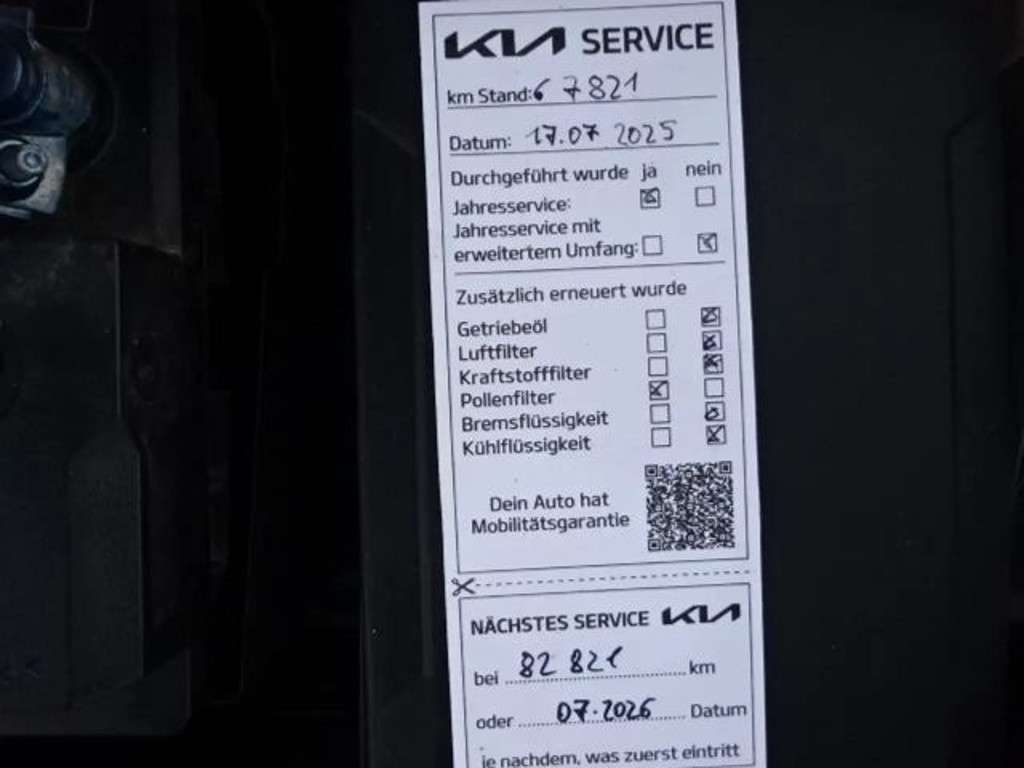 KIA SERVICE
km Stand: 67821
Datum: 17.07 2025
Durchgeführt wurde ja nein
Jahresservice:
Jahresservice mit
erweitertem Umfang:
Zusätzlich erneuert wurde
Getriebeöl
Luftfilter
Kraftstofffilter
Pollenfilter
Bremsflüssigkeit
Kühlflüssigkeit
Dein Auto hat
Mobilitätsgarantie
NÄCHSTES SERVICE KIA
bei 82 821 km
oder 07.2026 Datum
je nachdem, was zuerst eintritt